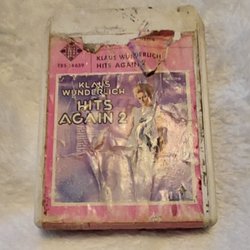 KLAUS WUNDERLICH
HITS AGAIN 2
KLAUS
WUNDERLICH
HITS
AGAIN 2